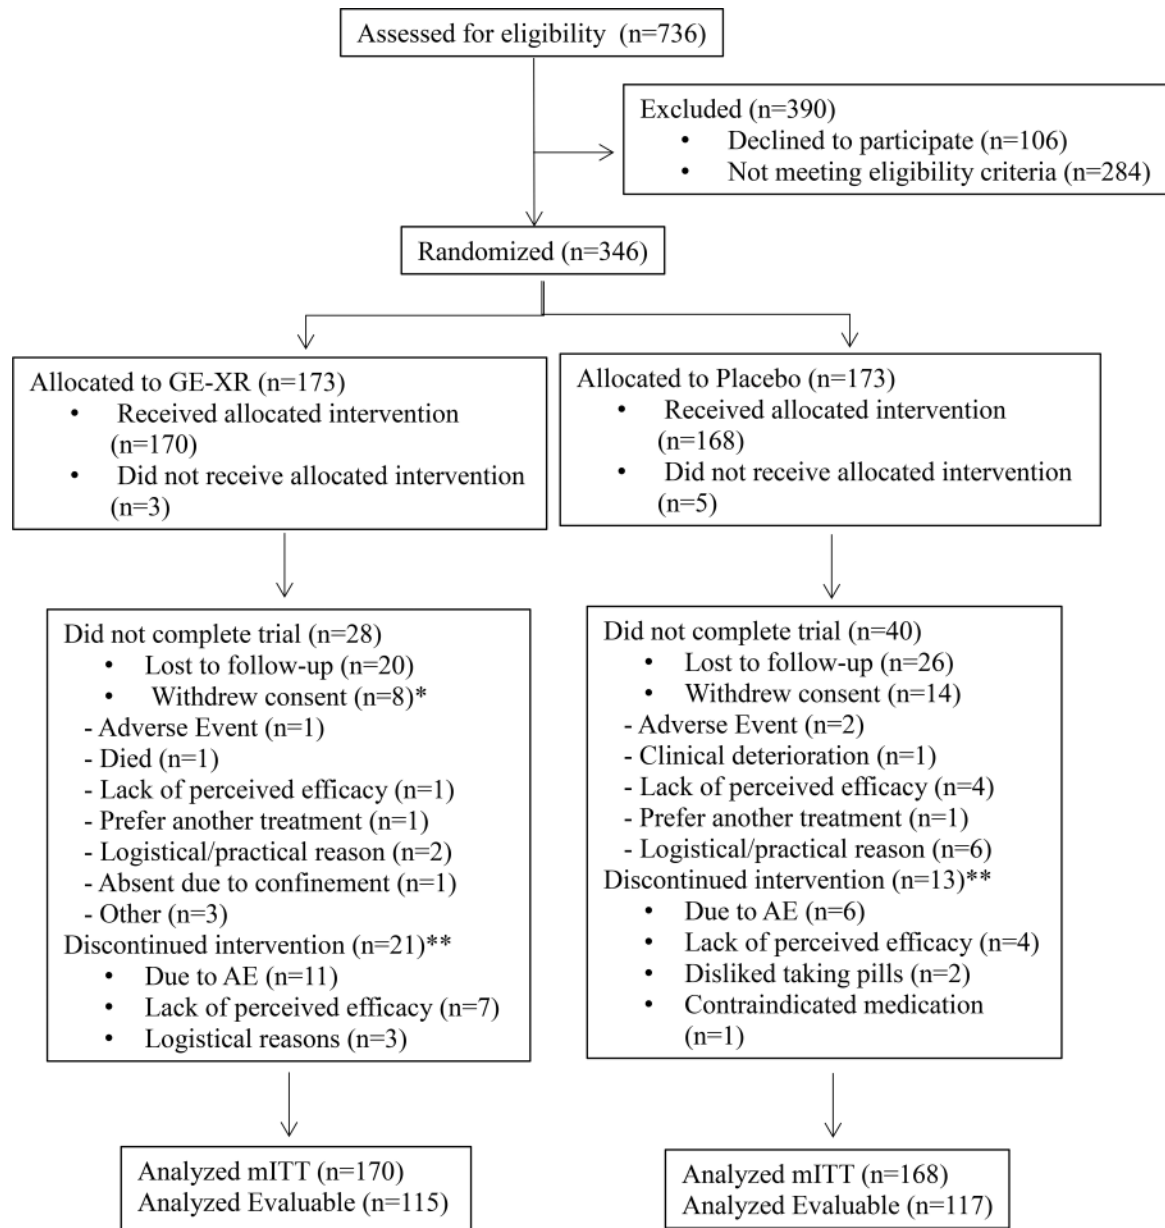 Assessed for eligibility (n=736)
Excluded (n=390)
• Declined to participate (n=106)
• Not meeting eligibility criteria (n=284)
Randomized (n=346)
Allocated to GE-XR (n=173)
• Received allocated intervention
(n=170)
• Did not receive allocated intervention
(n=3)
Allocated to Placebo (n=173)
• Received allocated intervention
(n=168)
• Did not receive allocated intervention
(n=5)
Did not complete trial (n=28)
• Lost to follow-up (n=20)
• Withdrew consent (n=8)*
- Adverse Event (n=1)
- Died (n=1)
- Lack of perceived efficacy (n=1)
- Prefer another treatment (n=1)
- Logistical/practical reason (n=2)
- Absent due to confinement (n=1)
- Other (n=3)
Discontinued intervention (n=21)**
• Due to AE (n=11)
• Lack of perceived efficacy (n=7)
• Logistical reasons (n=3)
Did not complete trial (n=40)
• Lost to follow-up (n=26)
• Withdrew consent (n=14)
- Adverse Event (n=2)
- Clinical deterioration (n=1)
- Lack of perceived efficacy (n=4)
- Prefer another treatment (n=1)
- Logistical/practical reason (n=6)
Discontinued intervention (n=13)**
• Due to AE (n=6)
• Lack of perceived efficacy (n=4)
• Disliked taking pills (n=2)
• Contraindicated medication
(n=1)
Analyzed mITT (n=170)
Analyzed Evaluable (n=115)
Analyzed mITT (n=168)
Analyzed Evaluable (n=117)